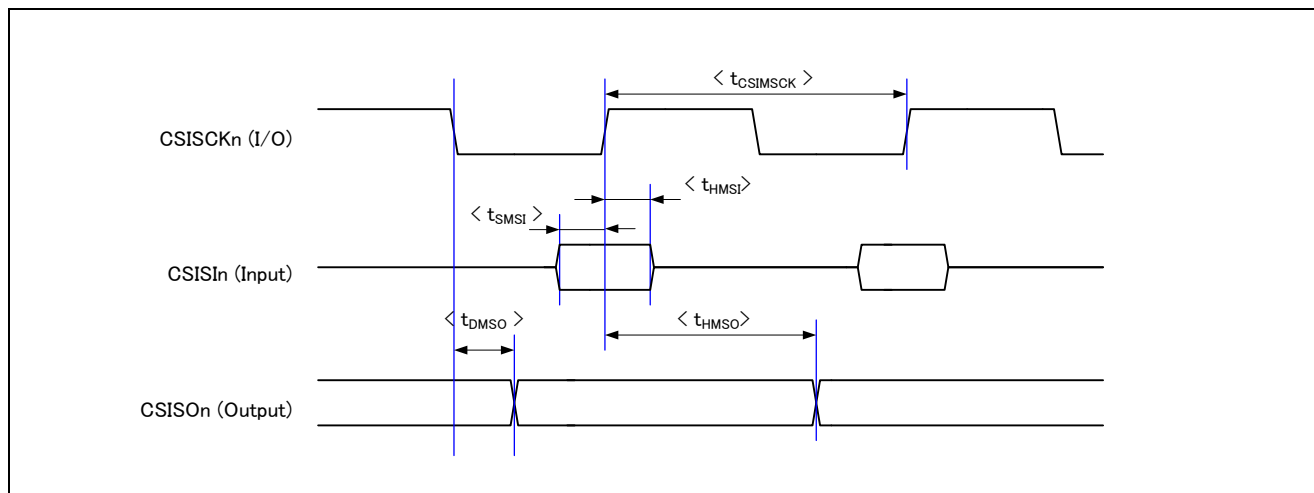 < tCSIMSCK >
CSISCKn (I/O)
< tHMSI>
< tSMSI >
CSISIn (Input)
< tDMSO >
< tHMSO>
CSISOn (Output)